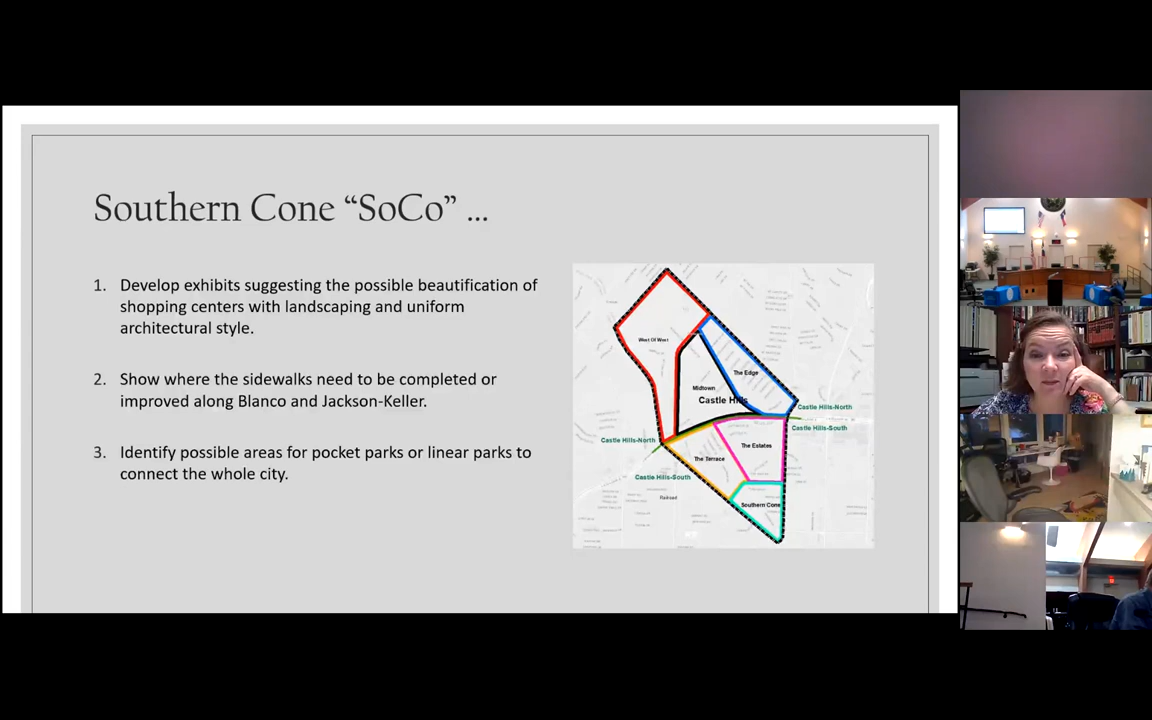 Southern Cone “SoCo” ...
1. Develop exhibits suggesting the possible beautification of
shopping centers with landscaping and uniform
architectural style.
2. Show where the sidewalks need to be completed or
improved along Blanco and Jackson-Keller.
3. Identify possible areas for pocket parks or linear parks to
connect the whole city.
West Of West
The Edge
Midtown
Castle Hills
Castle Hills-North
Castle Hills-South
Castle Hills-North
The Estates
The Terrace
Castle Hills-South
Railroad
Southern Cone